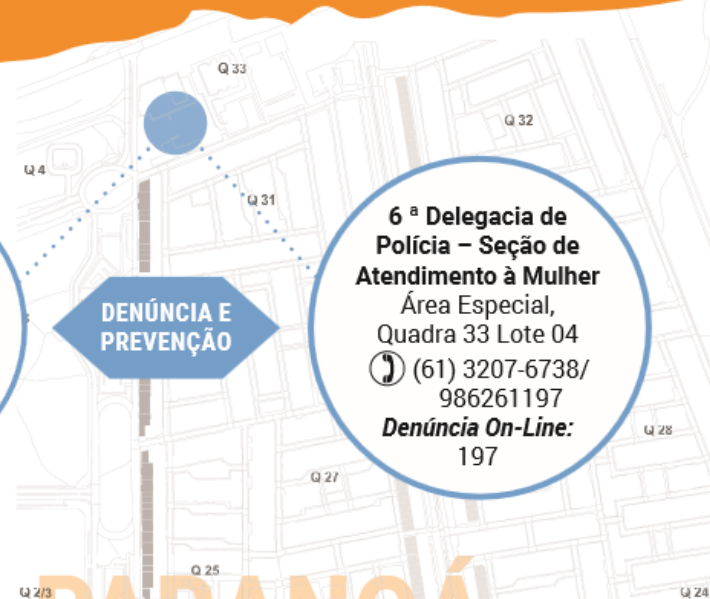 Q 33
Q 32
Q 4
Q 31
6 ª Delegacia de
Polícia – Seção de
Atendimento à Mulher
Área Especial,
Quadra 33 Lote 04
(61) 3207-6738/
986261197
Denúncia On-Line:
197
DENÚNCIA E
PREVENÇÃO
Q 28
Q 27
Q 25
Q 2/3
Q 24
PARANOÁ